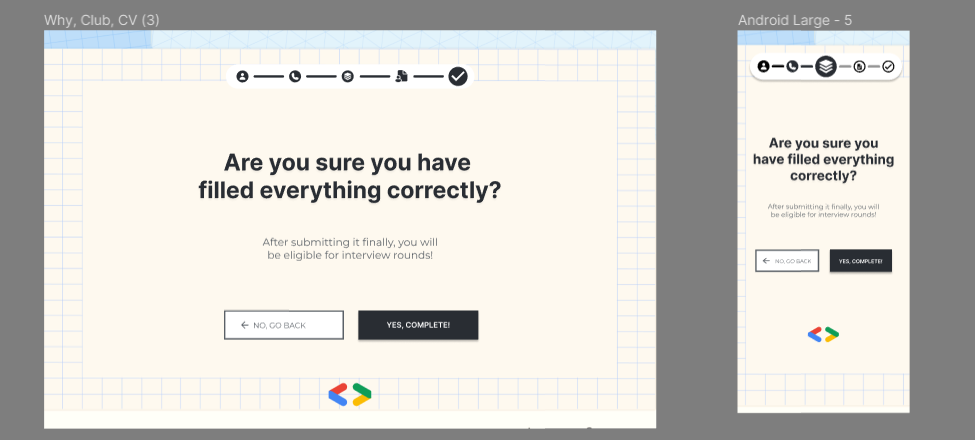 Why, Club, CV (3)
Are you sure you have
filled everything correctly?
After submitting it finally, you will
be eligible for interview rounds!
NO, GO BACK
YES, COMPLETE!
Android Large - 5
Are you sure you
have filled everything
correctly?
After submitting it finally, you will
be eligible for interview rounds!
NO, GO BACK
YES, COMPLETE!